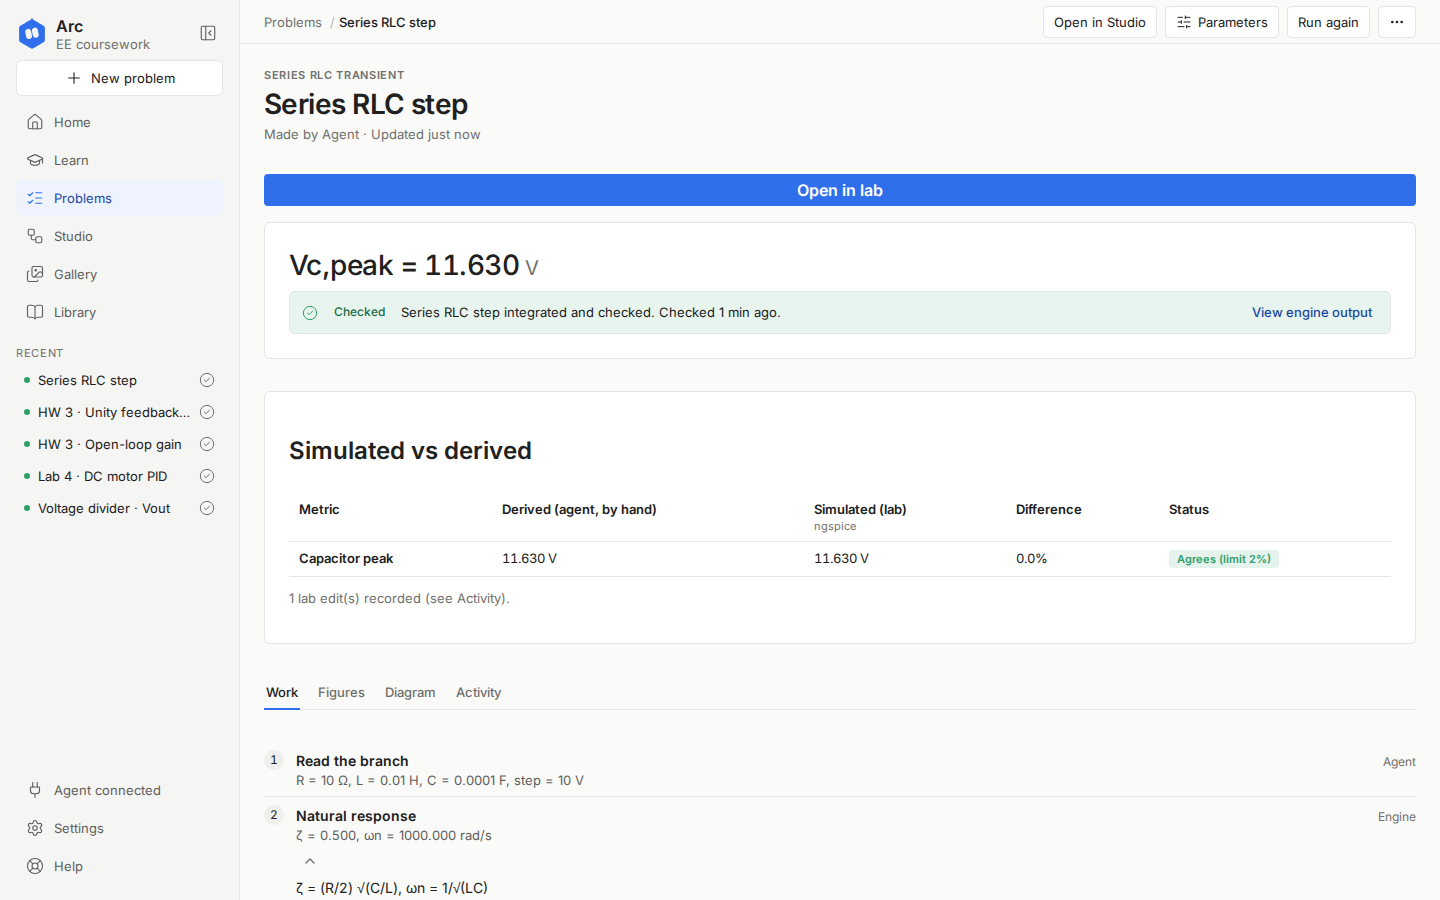 Arc
EE coursework
New problem
Home
Learn
Problems
Studio
Gallery
Library
RECENT
Series RLC step
HW 3 · Unity feedback...
HW 3 · Open-loop gain
Lab 4 · DC motor PID
Voltage divider · Vout
Agent connected
Settings
Help
Problems / Series RLC step
Open in Studio
Parameters
Run again
SERIES RLC TRANSIENT
Series RLC step
Made by Agent · Updated just now
Open in lab
Vc,peak = 11.630 V
Checked Series RLC step integrated and checked. Checked 1 min ago. View engine output
Simulated vs derived
Metric Derived (agent, by hand) Simulated (lab) Difference Status
ngspice
Capacitor peak 11.630 V 11.630 V 0.0% Agrees (limit 2%)
1 lab edit(s) recorded (see Activity).
Work Figures Diagram Activity
1 Read the branch Agent
R = 10 Ω, L = 0.01 H, C = 0.0001 F, step = 10 V
2 Natural response Engine
ζ = 0.500, ωn = 1000.000 rad/s
ζ = (R/2) √(C/L), ωn = 1/√(LC)